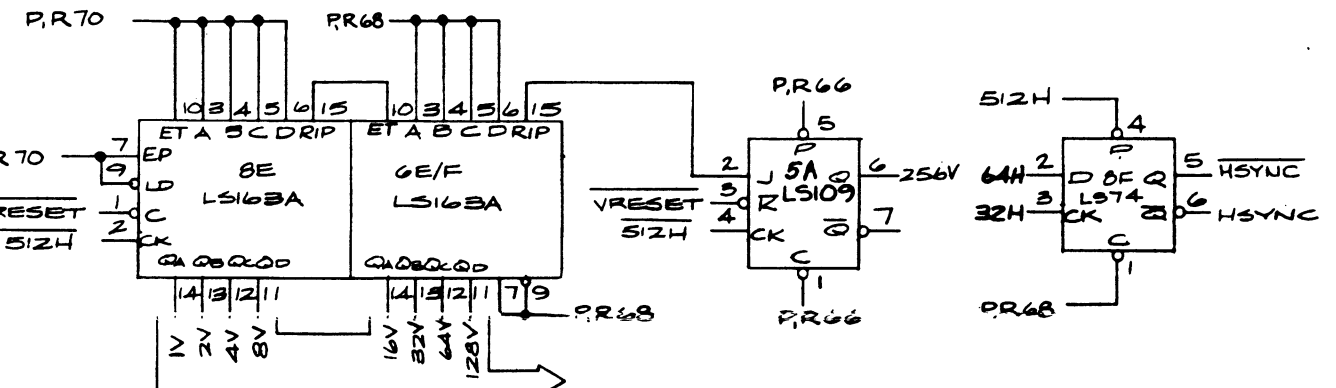 P,R70
P,R68
10 3 4 5 6 15
10 3 4 5 6 15
ET A B C D RIP
ET A B C D RIP
7
EP
R70
9
LD
8E
LS163A
6E/F
LS163A
RESET
1
C
512H
2
CK
QA QB QC QD
QA QB QC QD
14 13 12 11
14 13 12 11 7 9
1V 2V 4V 8V
16V 32V 64V 128V
P,R68
P,R66
5
P
2 J 5A Q 6 256V
LS109
VRESET 3 R
512H 4 CK
Q 7
C
1
P,R66
512H
4
P
64H 2 D 8F Q 5 HSYNC
32H 3 CK LS74 Q 6 HSYNC
C
1
P,R68